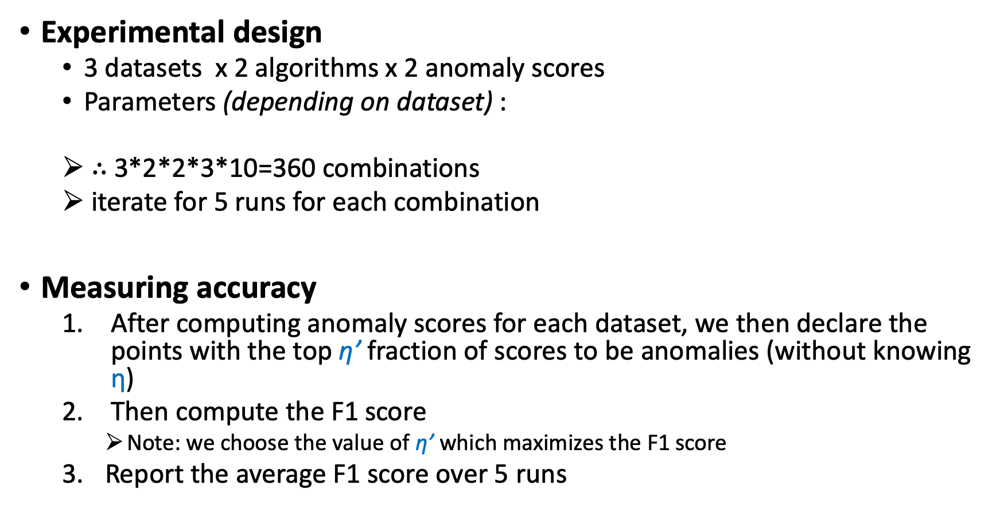 • Experimental design
• 3 datasets  x 2 algorithms x 2 anomaly scores
• Parameters (depending on dataset) :
➢ ∴ 3*2*2*3*10=360 combinations
➢ iterate for 5 runs for each combination
• Measuring accuracy
1. After computing anomaly scores for each dataset, we then declare the
points with the top η’ fraction of scores to be anomalies (without knowing
η)
2. Then compute the F1 score
➢ Note: we choose the value of η’ which maximizes the F1 score
3. Report the average F1 score over 5 runs